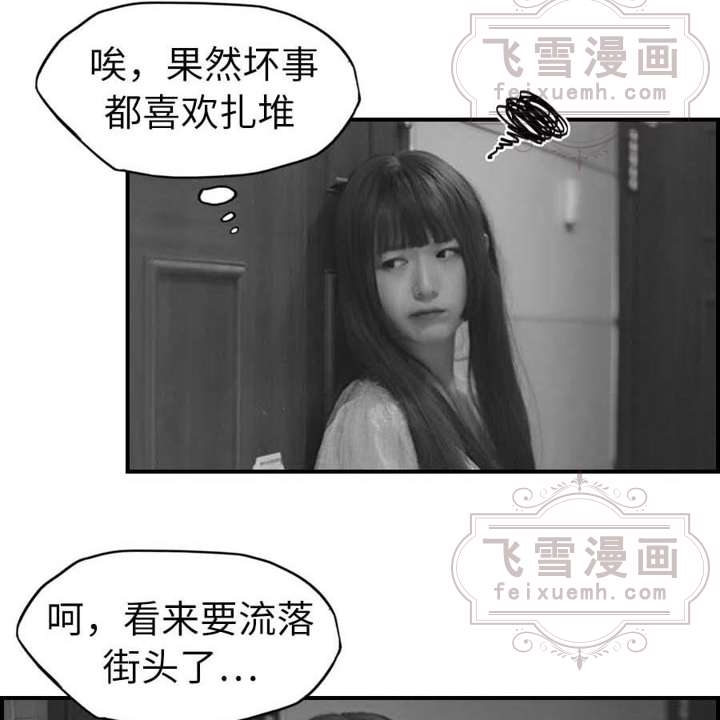 飞雪漫画
feixuemh.com
唉，果然坏事
都喜欢扎堆
飞雪漫画
feixuemh.com
呵，看来要流落
街头了...